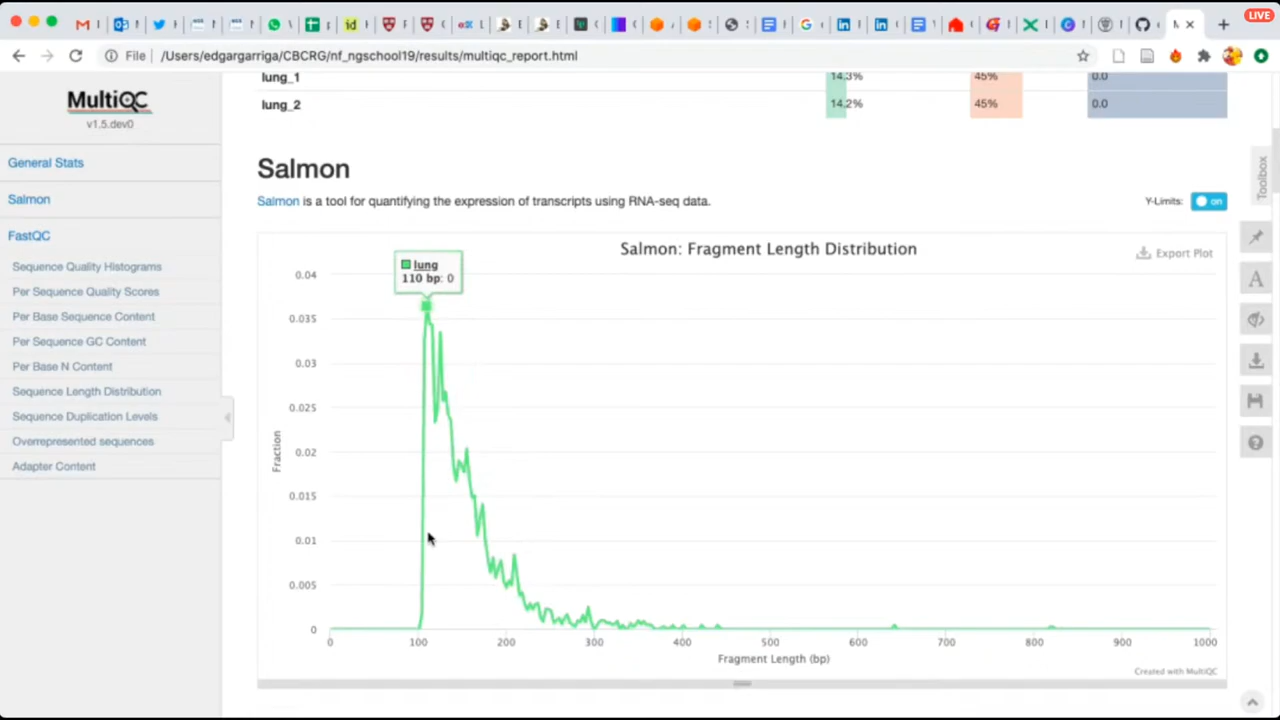 LIVE
File /Users/edgargarriga/CBCRG/nf_ngschool19/results/multiqc_report.html
MultiQC
v1.5.dev0
General Stats
Salmon
FastQC
Sequence Quality Histograms
Per Sequence Quality Scores
Per Base Sequence Content
Per Sequence GC Content
Per Base N Content
Sequence Length Distribution
Sequence Duplication Levels
Overrepresented sequences
Adapter Content
lung_1 14.3% 45% 0.0
lung_2 14.2% 45% 0.0
Salmon
Salmon is a tool for quantifying the expression of transcripts using RNA-seq data.
Y-Limits: on
Salmon: Fragment Length Distribution
Export Plot
lung
110 bp: 0
Fraction
0.04
0.035
0.03
0.025
0.02
0.015
0.01
0.005
0
0 100 200 300 400 500 600 700 800 900 1000
Fragment Length (bp)
Created with MultiQC
Toolbox
A